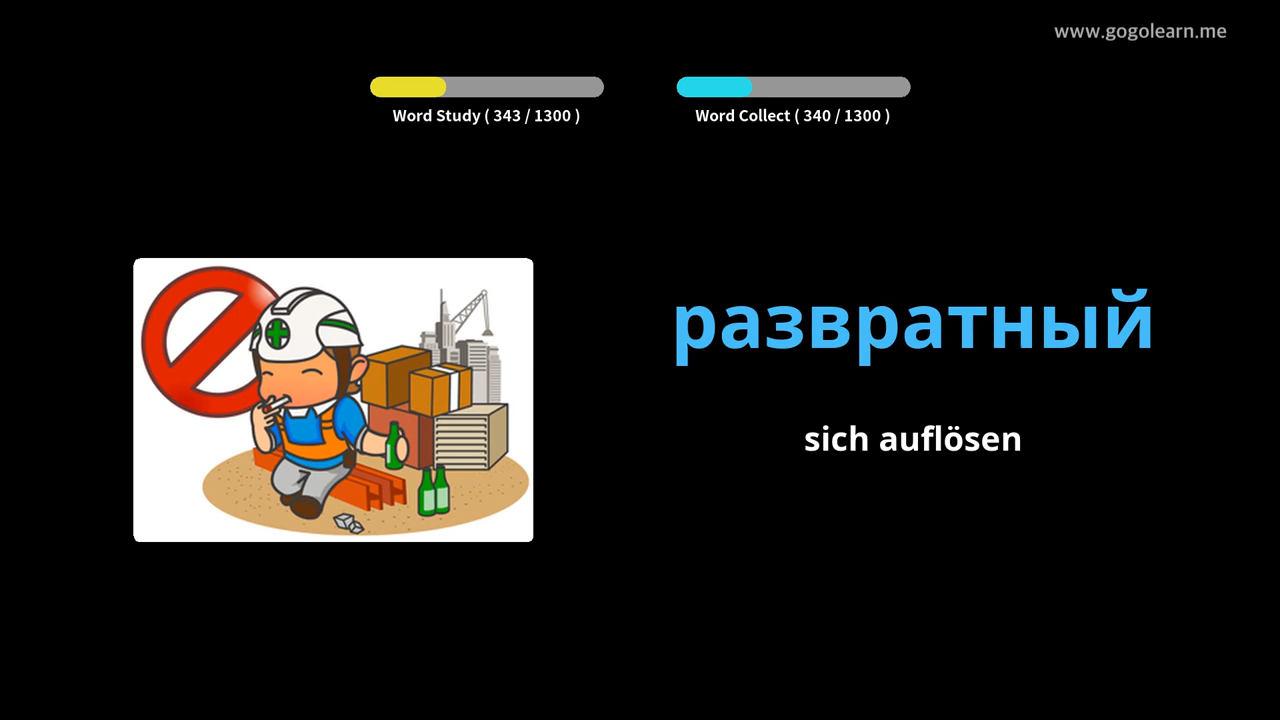 www.gogolearn.me
Word Study ( 343 / 1300 )
Word Collect ( 340 / 1300 )
развратный
sich auflösen